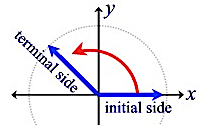 y
terminal side
x
initial side